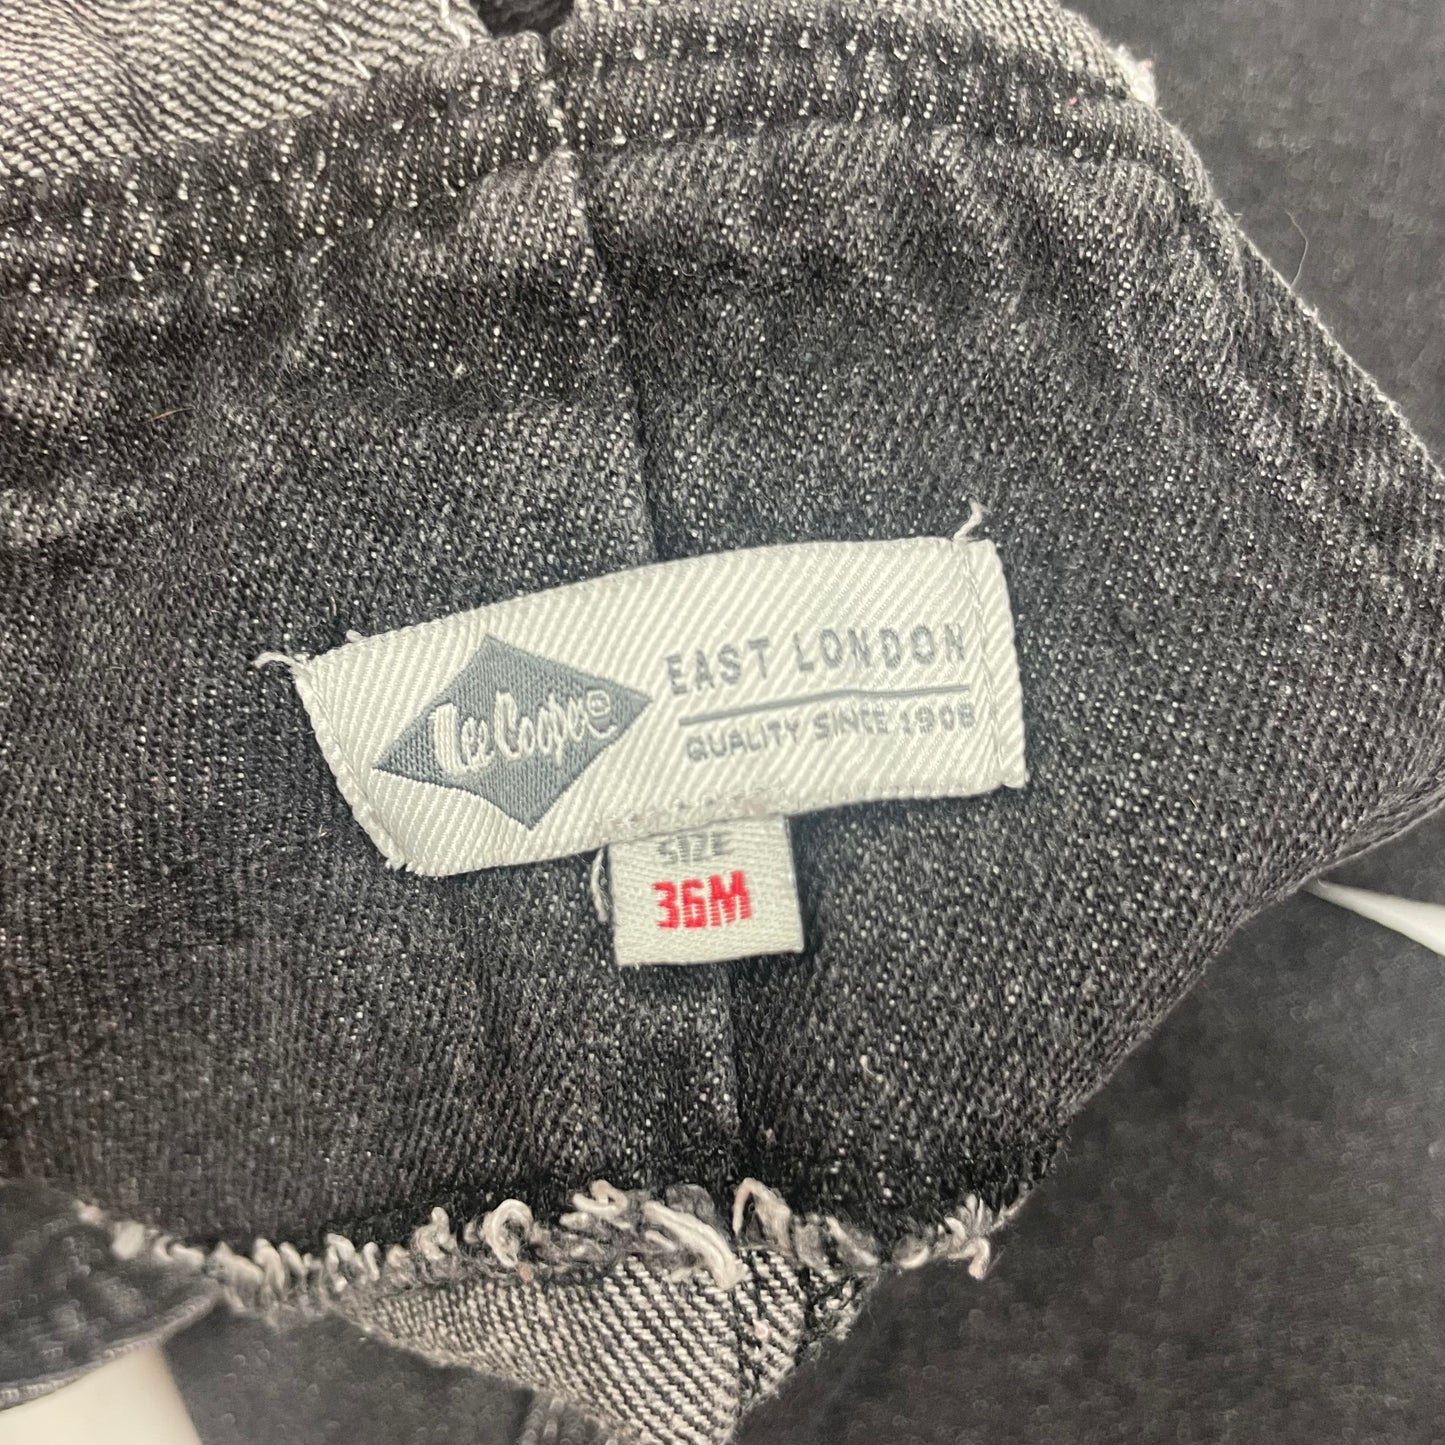 Lee Cooper®
EAST LONDON
QUALITY SINCE 1908
SIZE
36M